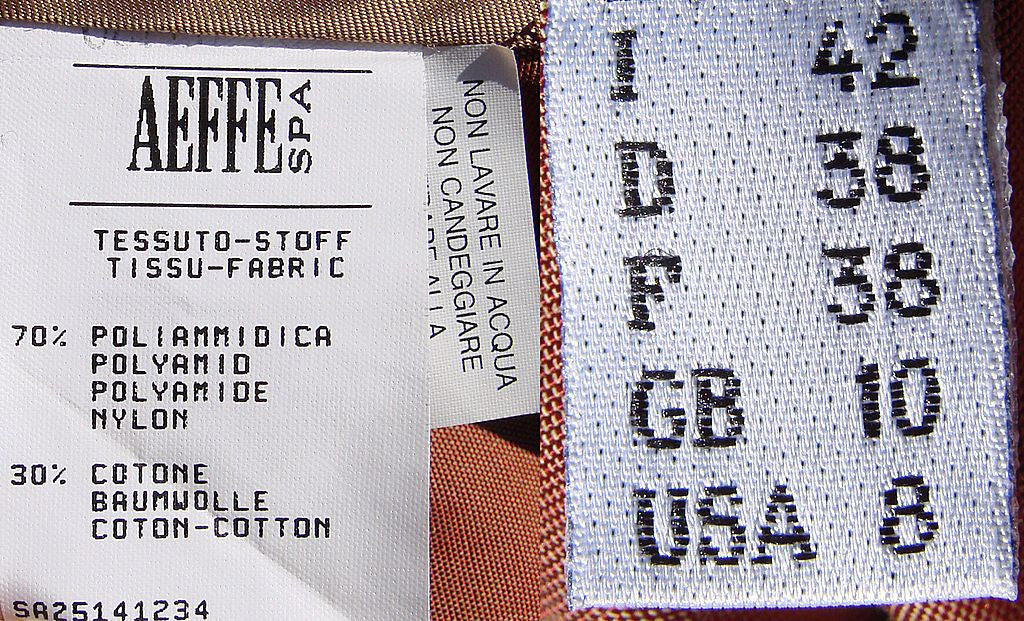 AEFFE SPA
TESSUTO-STOFF
TISSU-FABRIC
70% POLIAMMIDICA
POLYAMID
POLYAMIDE
NYLON
30% COTONE
BAUMWOLLE
COTON-COTTON
SA25141234
NON LAVARE IN ACQUA
NON CANDEGGIARE
ALLA
I 42
D 38
F 38
GB 10
USA 8